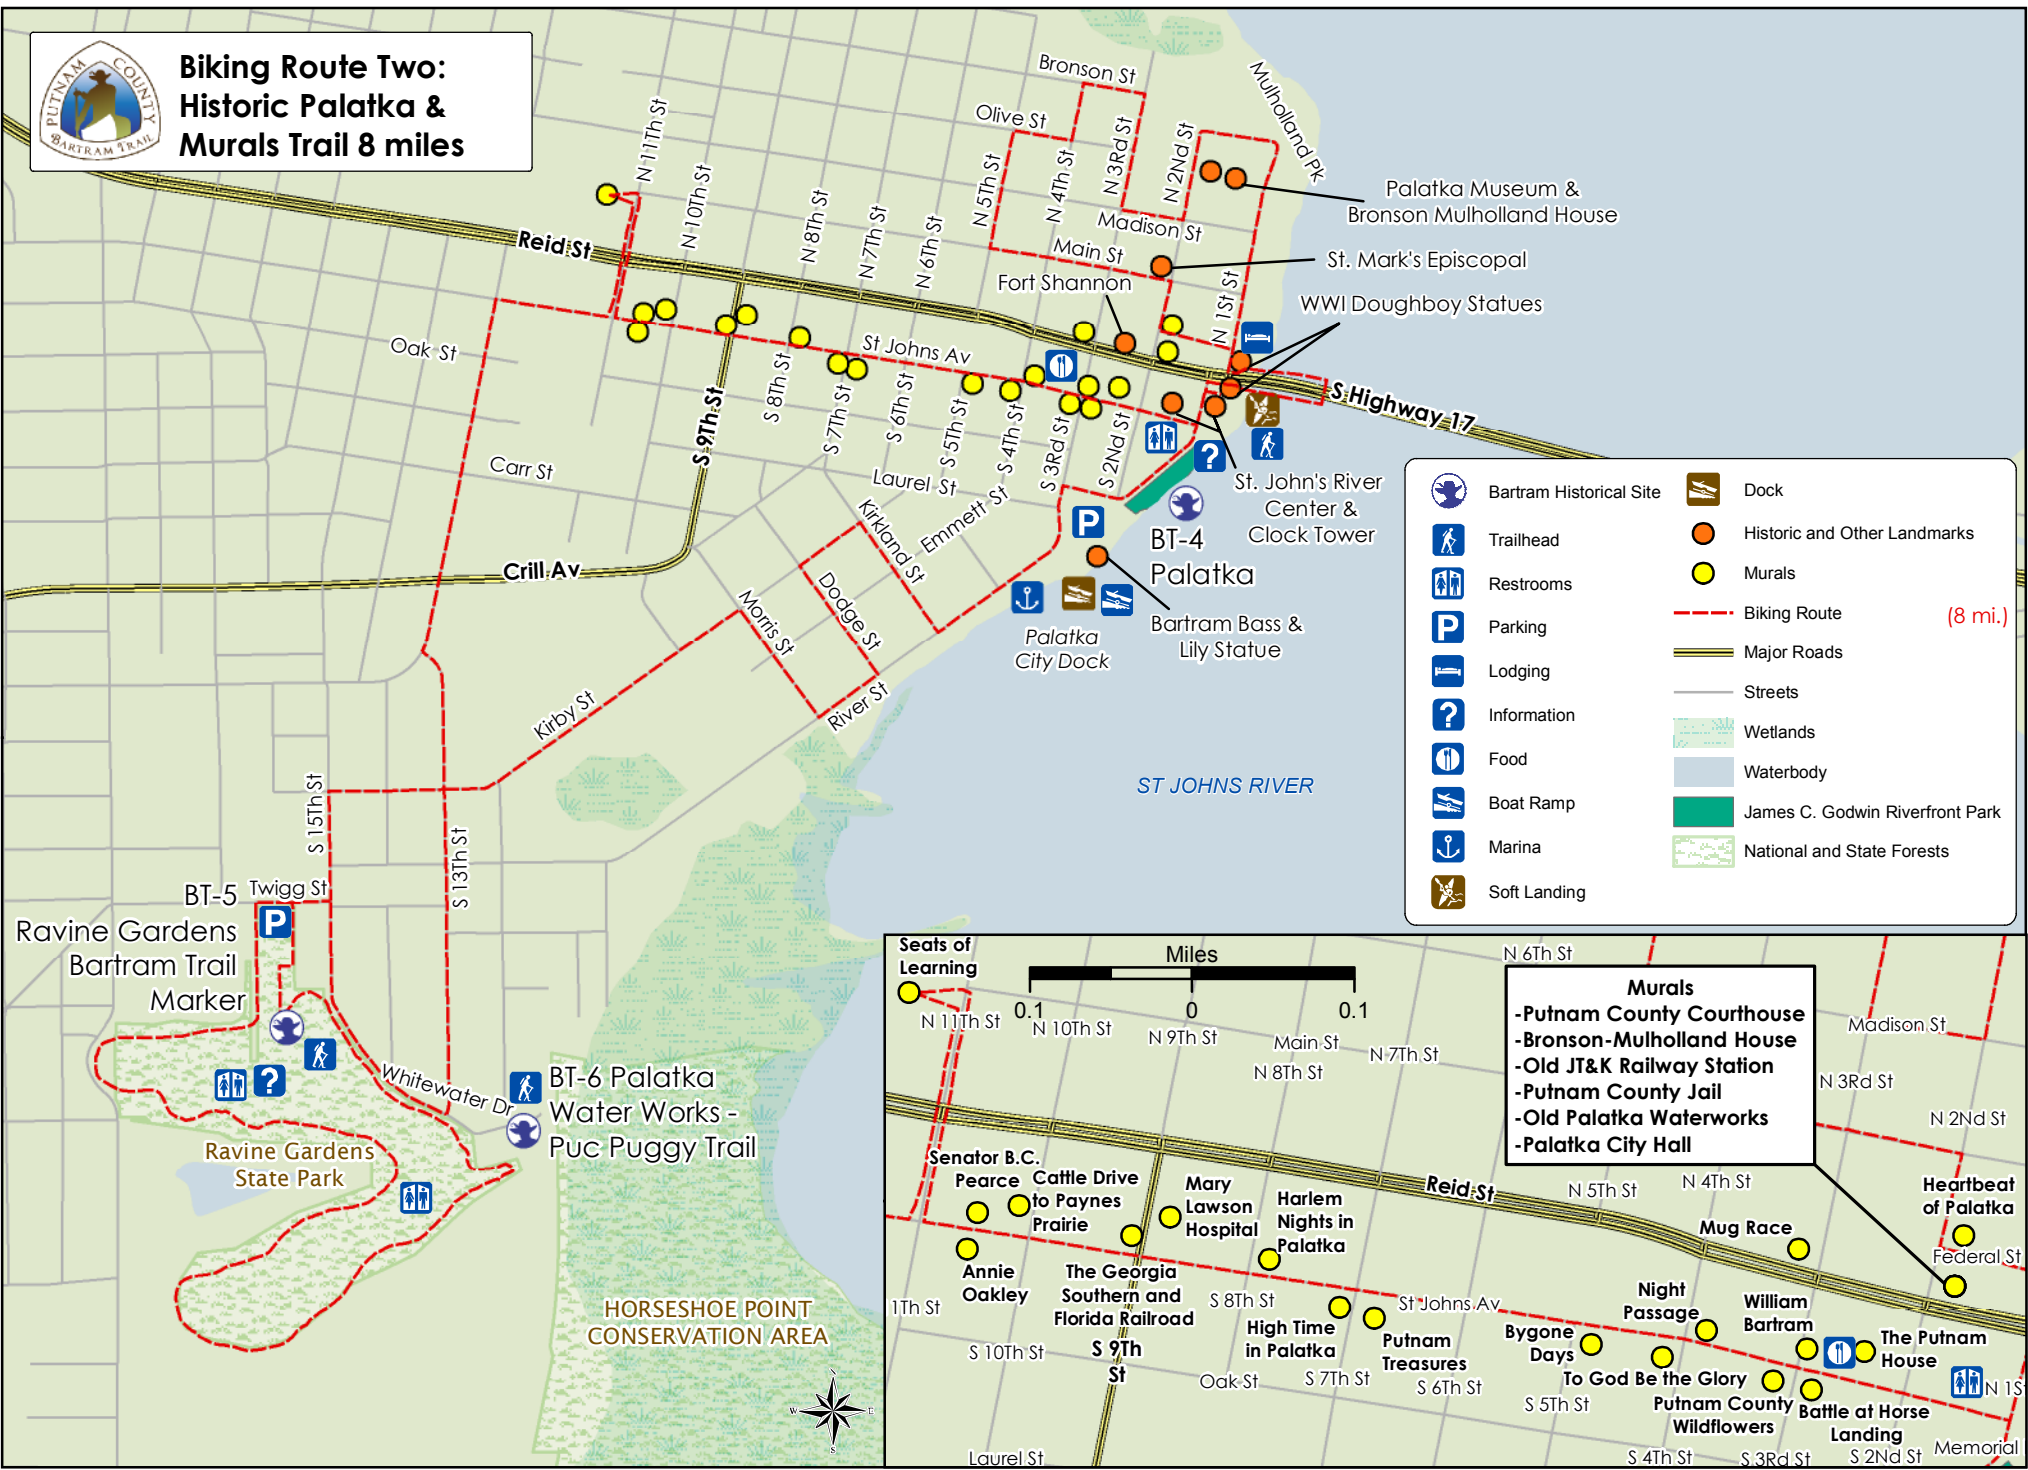 PUTNAM COUNTY
BARTRAM TRAIL
Biking Route Two:
Historic Palatka &
Murals Trail 8 miles
Bronson St
Olive St
Mulholland Pk
N 11Th St
N 10Th St
N 8Th St
N 7Th St
N 6Th St
N 5Th St
N 4Th St
N 3Rd St
N 2Nd St
N 1St St
Madison St
Main St
Palatka Museum &
Bronson Mulholland House
St. Mark's Episcopal
Fort Shannon
WWI Doughboy Statues
Reid St
S Highway 17
St Johns Av
Oak St
Carr St
Laurel St
Emmett St
Kirkland St
Dodge St
Morris St
River St
Kirby St
Crill Av
S 9Th St
S 8Th St
S 7Th St
S 6Th St
S 5Th St
S 4Th St
S 3Rd St
S 2Nd St
St. John's River
Center &
Clock Tower
BT-4
Palatka
Bartram Bass &
Lily Statue
Palatka
City Dock
P
?
ST JOHNS RIVER
S 15Th St
S 13Th St
Twigg St
P
BT-5
Ravine Gardens
Bartram Trail
Marker
?
Whitewater Dr
Ravine Gardens
State Park
BT-6 Palatka
Water Works -
Puc Puggy Trail
HORSESHOE POINT
CONSERVATION AREA
N
W E
S
Bartram Historical Site
Trailhead
Restrooms
P Parking
Lodging
? Information
Food
Boat Ramp
Marina
Soft Landing
Dock
Historic and Other Landmarks
Murals
Biking Route (8 mi.)
Major Roads
Streets
Wetlands
Waterbody
James C. Godwin Riverfront Park
National and State Forests
Seats of
Learning
Miles
0.1 0 0.1
N 11Th St
N 10Th St
N 9Th St
Main St
N 8Th St
N 7Th St
N 6Th St
Murals
-Putnam County Courthouse
-Bronson-Mulholland House
-Old JT&K Railway Station
-Putnam County Jail
-Old Palatka Waterworks
-Palatka City Hall
Madison St
N 3Rd St
N 2Nd St
N 5Th St
N 4Th St
Reid St
Senator B.C.
Pearce
Cattle Drive
to Paynes
Prairie
Mary
Lawson
Hospital
Harlem
Nights in
Palatka
Heartbeat
of Palatka
Mug Race
Federal St
Annie
Oakley
The Georgia
Southern and
Florida Railroad
S 9Th
St
1Th St
S 10Th St
S 8Th St
St Johns Av
High Time
in Palatka
Putnam
Treasures
Night
Passage
William
Bartram
Bygone
Days
To God Be the Glory
The Putnam
House
Putnam County
Wildflowers
Battle at Horse
Landing
Oak St
S 7Th St
S 6Th St
S 5Th St
S 4Th St
S 3Rd St
S 2Nd St
N 1S
Memorial
Laurel St